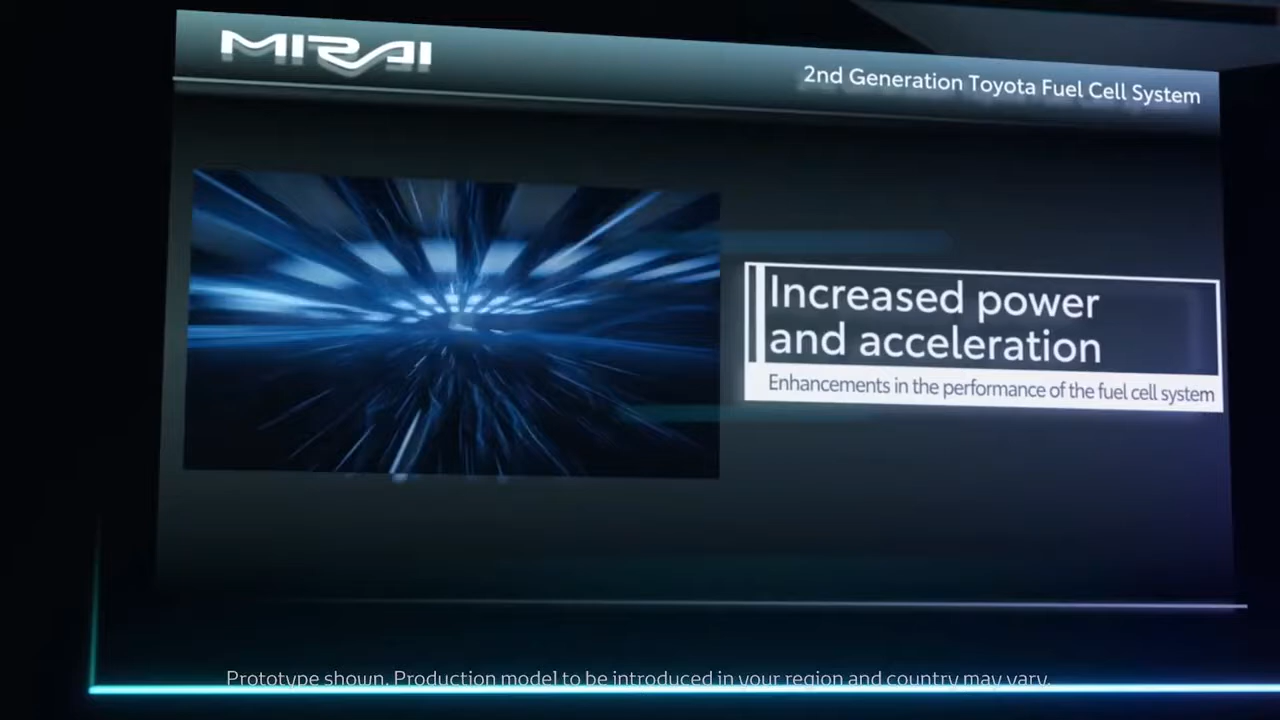 MIRAI
2nd Generation Toyota Fuel Cell System
Increased power
and acceleration
Enhancements in the performance of the fuel cell system
Prototype shown. Production model to be introduced in your region and country may vary.